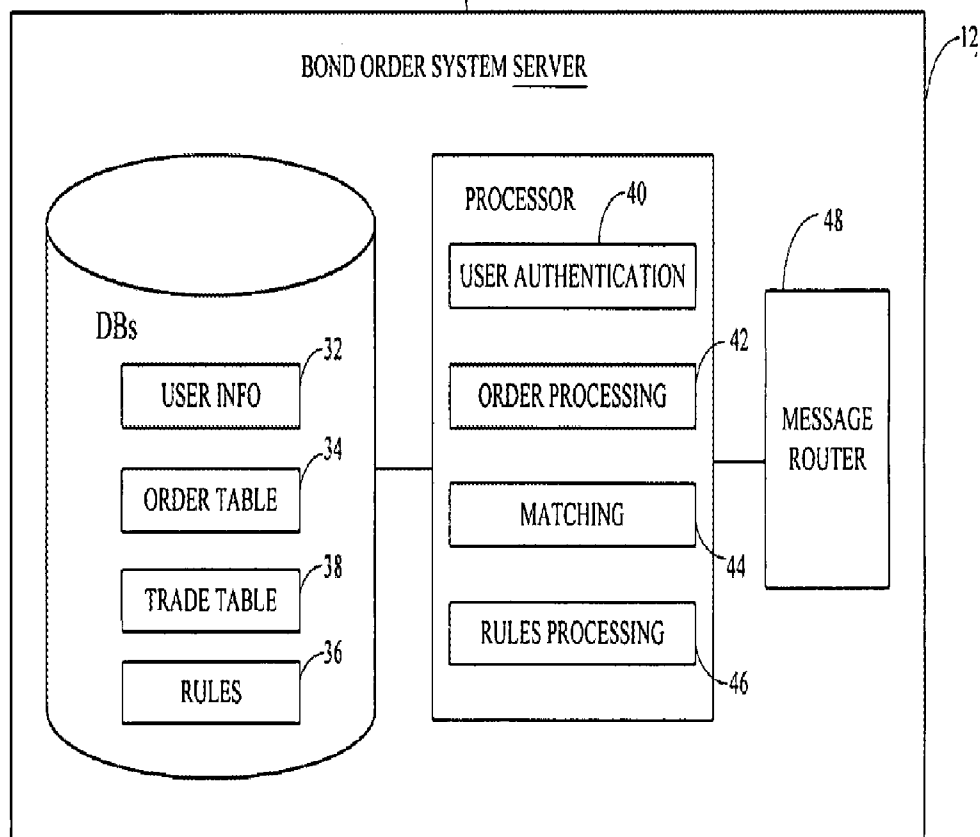 12
BOND ORDER SYSTEM SERVER
DBs
USER INFO
32
ORDER TABLE
34
TRADE TABLE
38
RULES
36
PROCESSOR
40
USER AUTHENTICATION
ORDER PROCESSING
42
MATCHING
44
RULES PROCESSING
46
48
MESSAGE
ROUTER